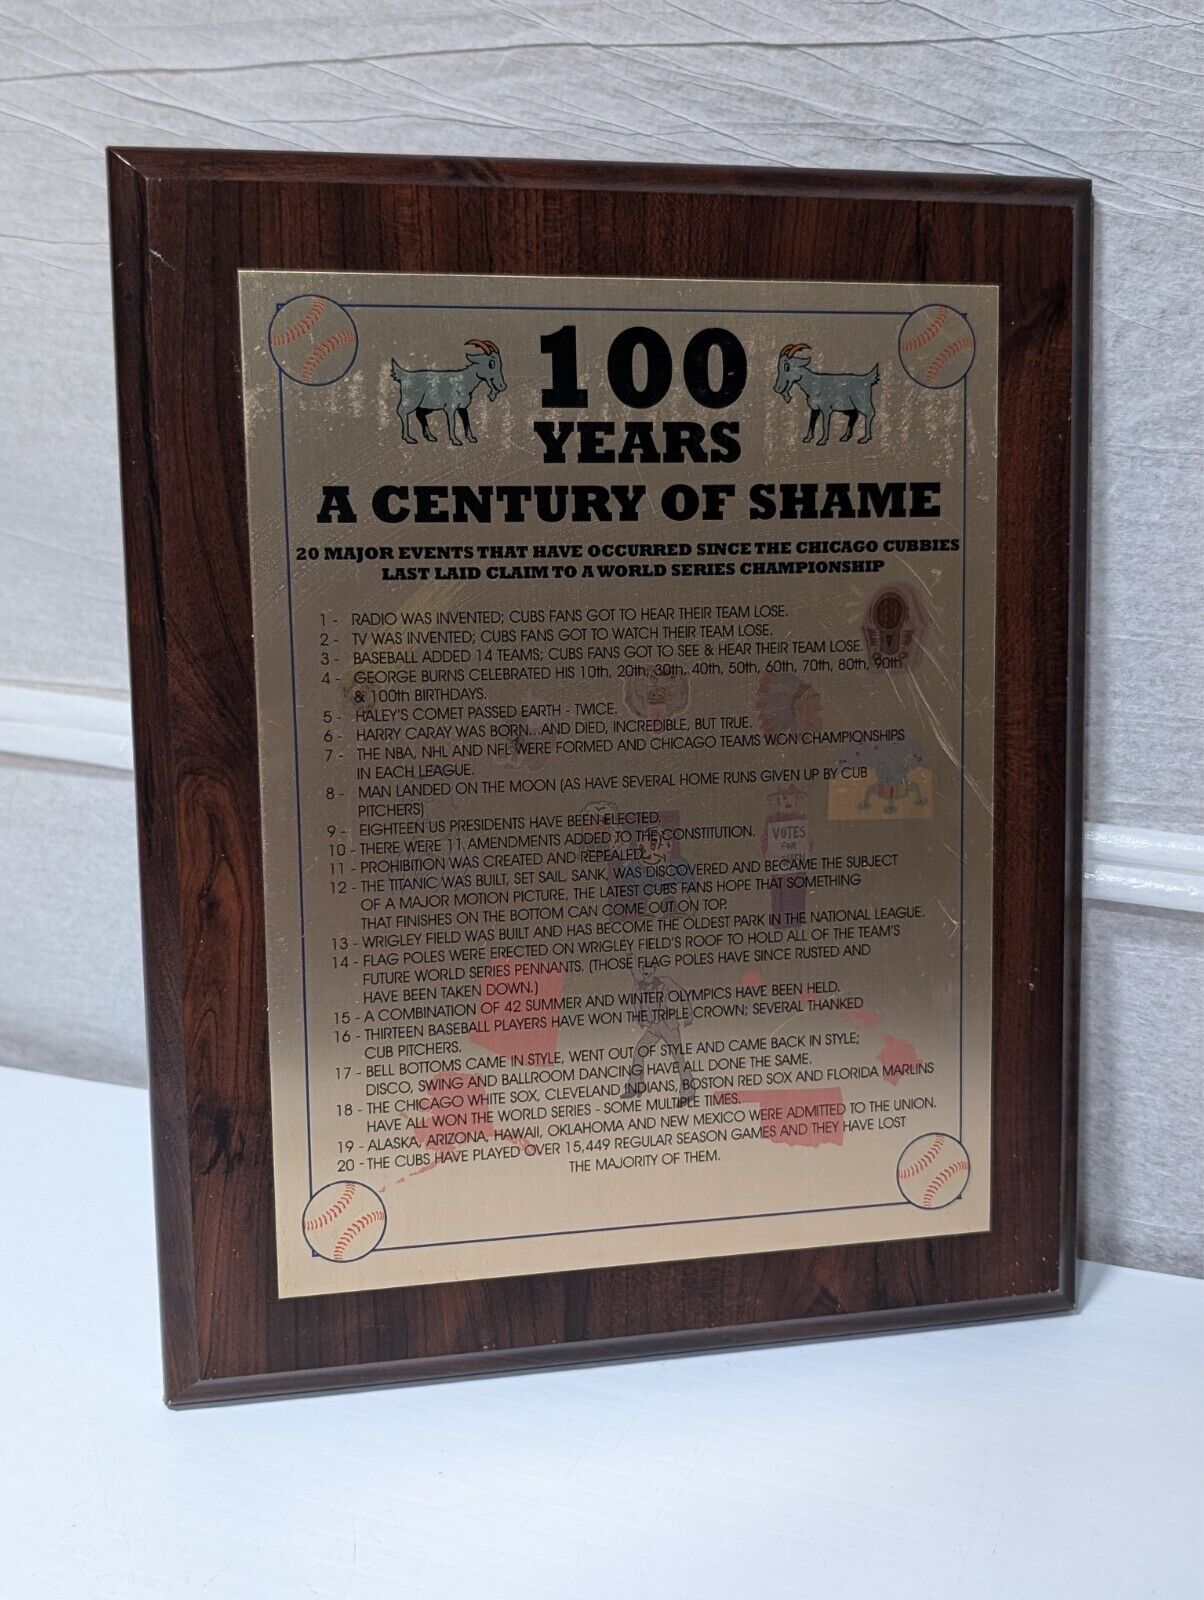 100
YEARS
A CENTURY OF SHAME
20 MAJOR EVENTS THAT HAVE OCCURRED SINCE THE CHICAGO CUBBIES
LAST LAID CLAIM TO A WORLD SERIES CHAMPIONSHIP
1 - RADIO WAS INVENTED; CUBS FANS GOT TO HEAR THEIR TEAM LOSE.
2 - TV WAS INVENTED; CUBS FANS GOT TO WATCH THEIR TEAM LOSE.
3 - BASEBALL ADDED 14 TEAMS; CUBS FANS GOT TO SEE & HEAR THEIR TEAM LOSE.
4 - GEORGE BURNS CELEBRATED HIS 10th, 20th, 30th, 40th, 50th, 60th, 70th, 80th, 90th
& 100th BIRTHDAYS.
5 - HALEY'S COMET PASSED EARTH - TWICE.
6 - HARRY CARAY WAS BORN...AND DIED, INCREDIBLE, BUT TRUE.
7 - THE NBA, NHL AND NFL WERE FORMED AND CHICAGO TEAMS WON CHAMPIONSHIPS
IN EACH LEAGUE.
8 - MAN LANDED ON THE MOON (AS HAVE SEVERAL HOME RUNS GIVEN UP BY CUB
PITCHERS)
9 - EIGHTEEN US PRESIDENTS HAVE BEEN ELECTED.
10 - THERE WERE 11 AMENDMENTS ADDED TO THE CONSTITUTION.
11 - PROHIBITION WAS CREATED AND REPEALED.
12 - THE TITANIC WAS BUILT, SET SAIL, SANK, WAS DISCOVERED AND BECAME THE SUBJECT
OF A MAJOR MOTION PICTURE, THE LATEST CUBS FANS HOPE THAT SOMETHING
THAT FINISHES ON THE BOTTOM CAN COME OUT ON TOP.
13 - WRIGLEY FIELD WAS BUILT AND HAS BECOME THE OLDEST PARK IN THE NATIONAL LEAGUE.
14 - FLAG POLES WERE ERECTED ON WRIGLEY FIELD'S ROOF TO HOLD ALL OF THE TEAM'S
FUTURE WORLD SERIES PENNANTS. (THOSE FLAG POLES HAVE SINCE RUSTED AND
HAVE BEEN TAKEN DOWN.)
15 - A COMBINATION OF 42 SUMMER AND WINTER OLYMPICS HAVE BEEN HELD.
16 - THIRTEEN BASEBALL PLAYERS HAVE WON THE TRIPLE CROWN; SEVERAL THANKED
CUB PITCHERS.
17 - BELL BOTTOMS CAME IN STYLE, WENT OUT OF STYLE AND CAME BACK IN STYLE;
DISCO, SWING AND BALLROOM DANCING HAVE ALL DONE THE SAME.
18 - THE CHICAGO WHITE SOX, CLEVELAND INDIANS, BOSTON RED SOX AND FLORIDA MARLINS
HAVE ALL WON THE WORLD SERIES - SOME MULTIPLE TIMES.
19 - ALASKA, ARIZONA, HAWAII, OKLAHOMA AND NEW MEXICO WERE ADMITTED TO THE UNION.
20 - THE CUBS HAVE PLAYED OVER 15,449 REGULAR SEASON GAMES AND THEY HAVE LOST
THE MAJORITY OF THEM.
VOTES
FOR